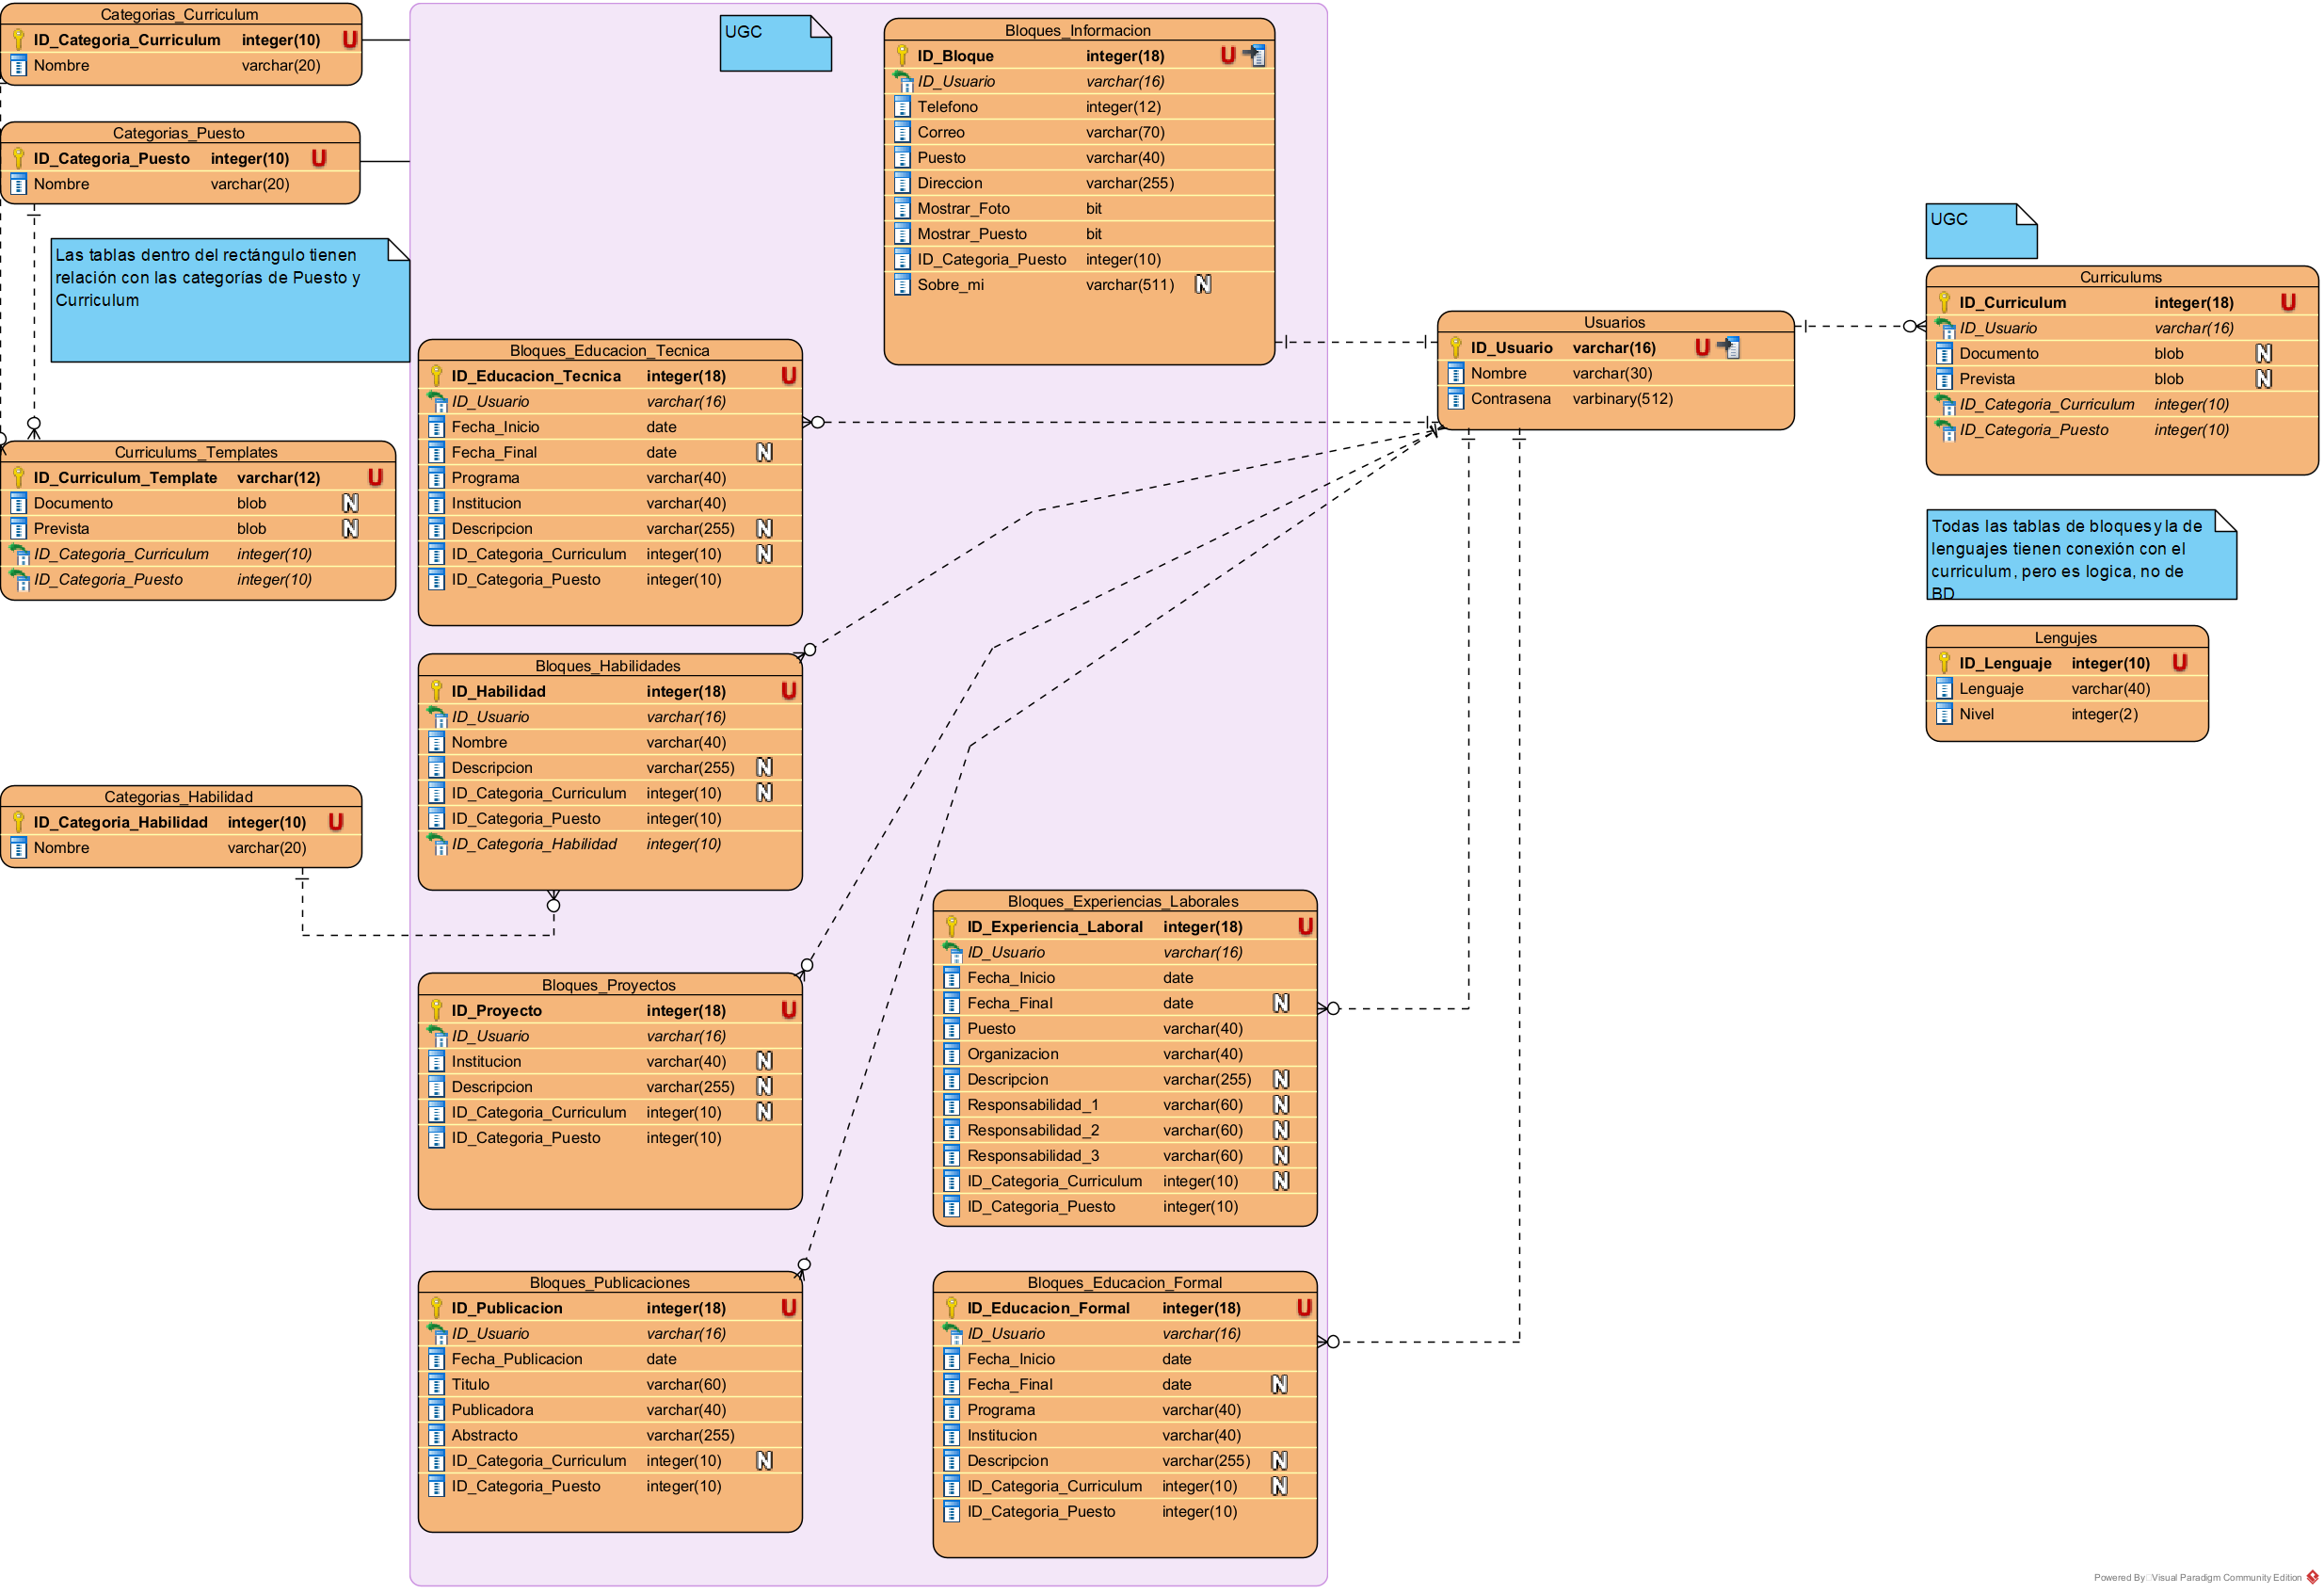 Categorias_Curriculum
ID_Categoria_Curriculum integer(10) U
Nombre varchar(20)
Categorias_Puesto
ID_Categoria_Puesto integer(10) U
Nombre varchar(20)
Las tablas dentro del rectángulo tienen
relación con las categorías de Puesto y
Curriculum
Curriculums_Templates
ID_Curriculum_Template varchar(12) U
Documento blob N
Prevista blob N
ID_Categoria_Curriculum integer(10)
ID_Categoria_Puesto integer(10)
Categorias_Habilidad
ID_Categoria_Habilidad integer(10) U
Nombre varchar(20)
UGC
Bloques_Informacion
ID_Bloque integer(18) U
ID_Usuario varchar(16)
Telefono integer(12)
Correo varchar(70)
Puesto varchar(40)
Direccion varchar(255)
Mostrar_Foto bit
Mostrar_Puesto bit
ID_Categoria_Puesto integer(10)
Sobre_mi varchar(511) N
Bloques_Educacion_Tecnica
ID_Educacion_Tecnica integer(18) U
ID_Usuario varchar(16)
Fecha_Inicio date
Fecha_Final date N
Programa varchar(40)
Institucion varchar(40)
Descripcion varchar(255) N
ID_Categoria_Curriculum integer(10) N
ID_Categoria_Puesto integer(10)
Bloques_Habilidades
ID_Habilidad integer(18) U
ID_Usuario varchar(16)
Nombre varchar(40)
Descripcion varchar(255) N
ID_Categoria_Curriculum integer(10) N
ID_Categoria_Puesto integer(10)
ID_Categoria_Habilidad integer(10)
Bloques_Proyectos
ID_Proyecto integer(18) U
ID_Usuario varchar(16)
Institucion varchar(40) N
Descripcion varchar(255) N
ID_Categoria_Curriculum integer(10) N
ID_Categoria_Puesto integer(10)
Bloques_Publicaciones
ID_Publicacion integer(18) U
ID_Usuario varchar(16)
Fecha_Publicacion date
Titulo varchar(60)
Publicadora varchar(40)
Abstracto varchar(255)
ID_Categoria_Curriculum integer(10) N
ID_Categoria_Puesto integer(10)
Bloques_Experiencias_Laborales
ID_Experiencia_Laboral integer(18) U
ID_Usuario varchar(16)
Fecha_Inicio date
Fecha_Final date N
Puesto varchar(40)
Organizacion varchar(40)
Descripcion varchar(255) N
Responsabilidad_1 varchar(60) N
Responsabilidad_2 varchar(60) N
Responsabilidad_3 varchar(60) N
ID_Categoria_Curriculum integer(10) N
ID_Categoria_Puesto integer(10)
Bloques_Educacion_Formal
ID_Educacion_Formal integer(18) U
ID_Usuario varchar(16)
Fecha_Inicio date
Fecha_Final date N
Programa varchar(40)
Institucion varchar(40)
Descripcion varchar(255) N
ID_Categoria_Curriculum integer(10) N
ID_Categoria_Puesto integer(10)
Usuarios
ID_Usuario varchar(16) U
Nombre varchar(30)
Contrasena varbinary(512)
UGC
Curriculums
ID_Curriculum integer(18) U
ID_Usuario varchar(16)
Documento blob N
Prevista blob N
ID_Categoria_Curriculum integer(10)
ID_Categoria_Puesto integer(10)
Todas las tablas de bloques y la de
lenguajes tienen conexión con el
curriculum, pero es logica, no de
BD
Lengujes
ID_Lenguaje integer(10) U
Lenguaje varchar(40)
Nivel integer(2)
Powered By Visual Paradigm Community Edition